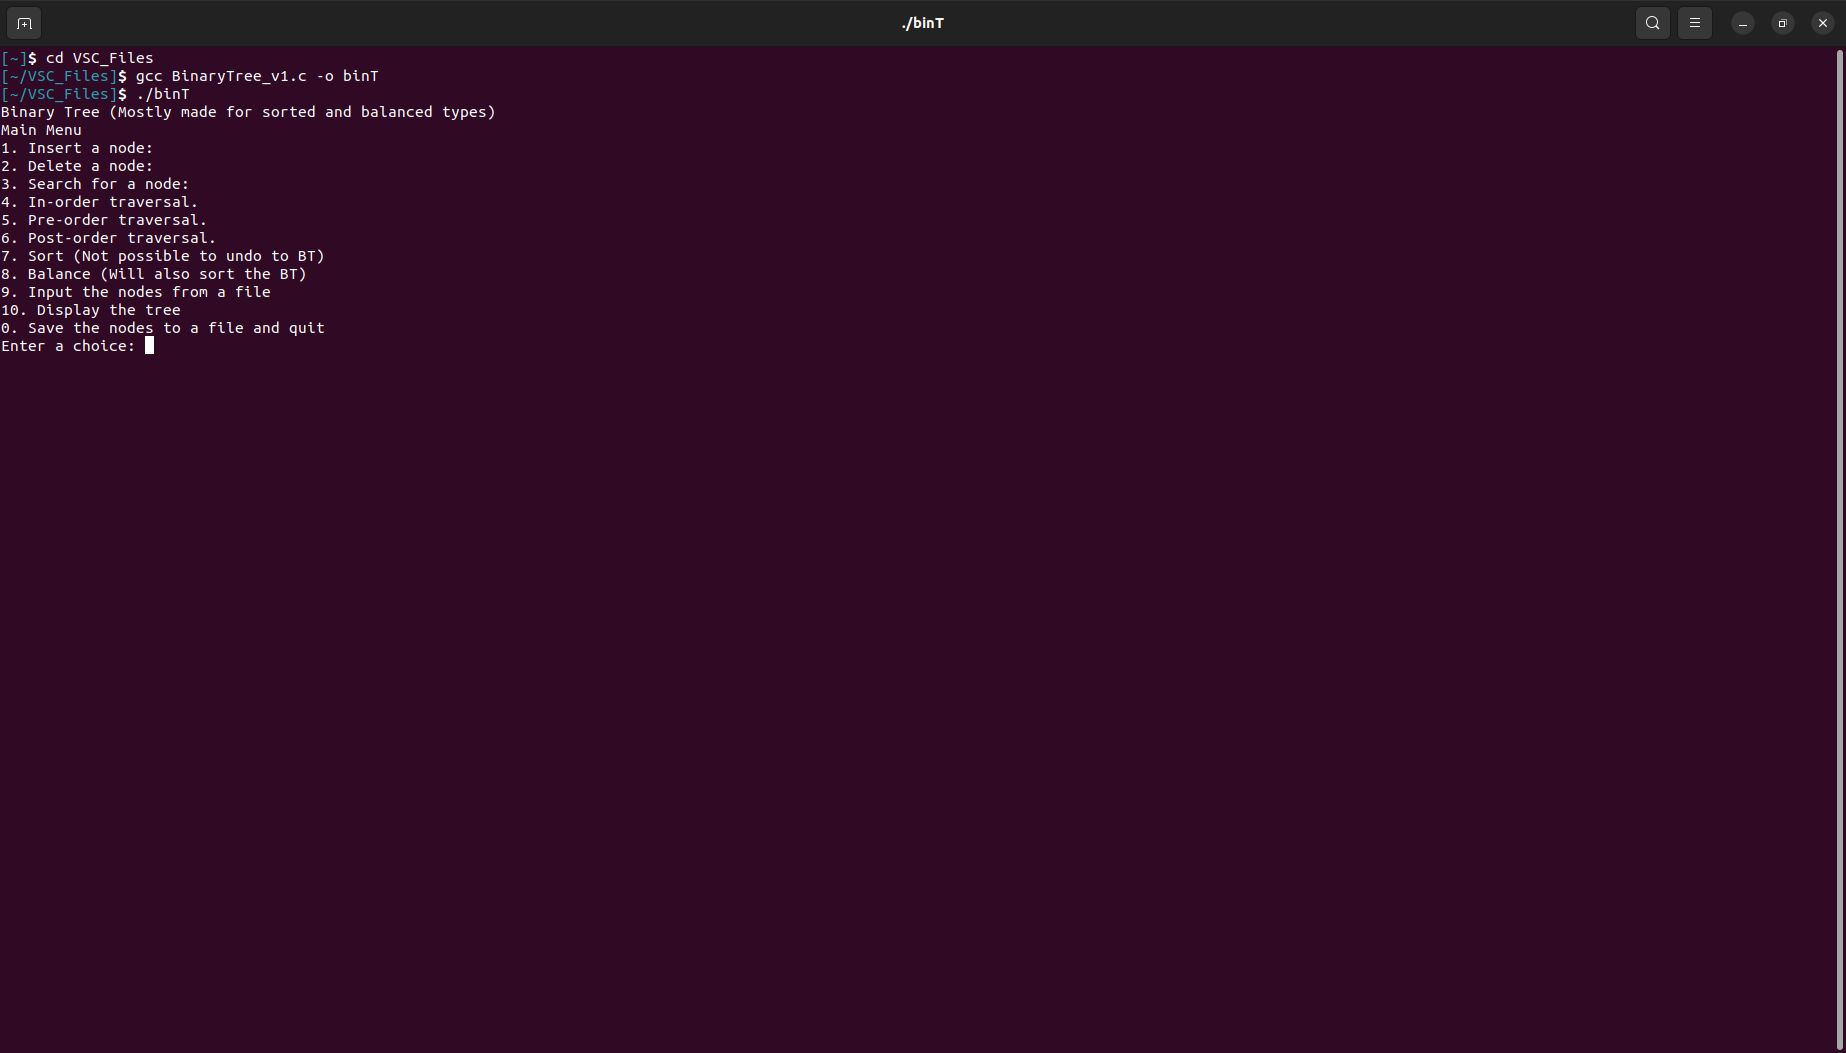 ./binT
[~]$ cd VSC_Files
[~/VSC_Files]$ gcc BinaryTree_v1.c -o binT
[~/VSC_Files]$ ./binT
Binary Tree (Mostly made for sorted and balanced types)
Main Menu
1. Insert a node:
2. Delete a node:
3. Search for a node:
4. In-order traversal.
5. Pre-order traversal.
6. Post-order traversal.
7. Sort (Not possible to undo to BT)
8. Balance (Will also sort the BT)
9. Input the nodes from a file
10. Display the tree
0. Save the nodes to a file and quit
Enter a choice: